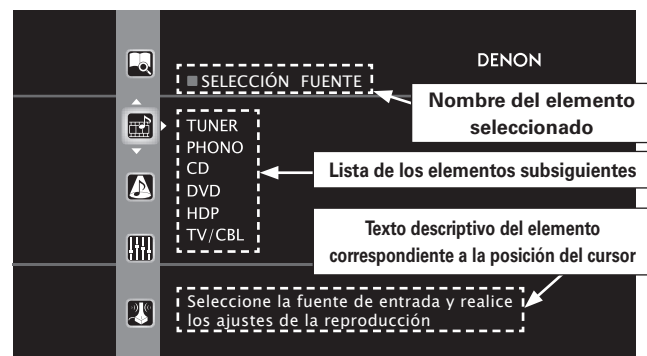 DENON
SELECCIÓN FUENTE
Nombre del elemento
seleccionado
TUNER
PHONO
CD
DVD
HDP
TV/CBL
Lista de los elementos subsiguientes
Texto descriptivo del elemento
correspondiente a la posición del cursor
Seleccione la fuente de entrada y realice
los ajustes de la reproducción